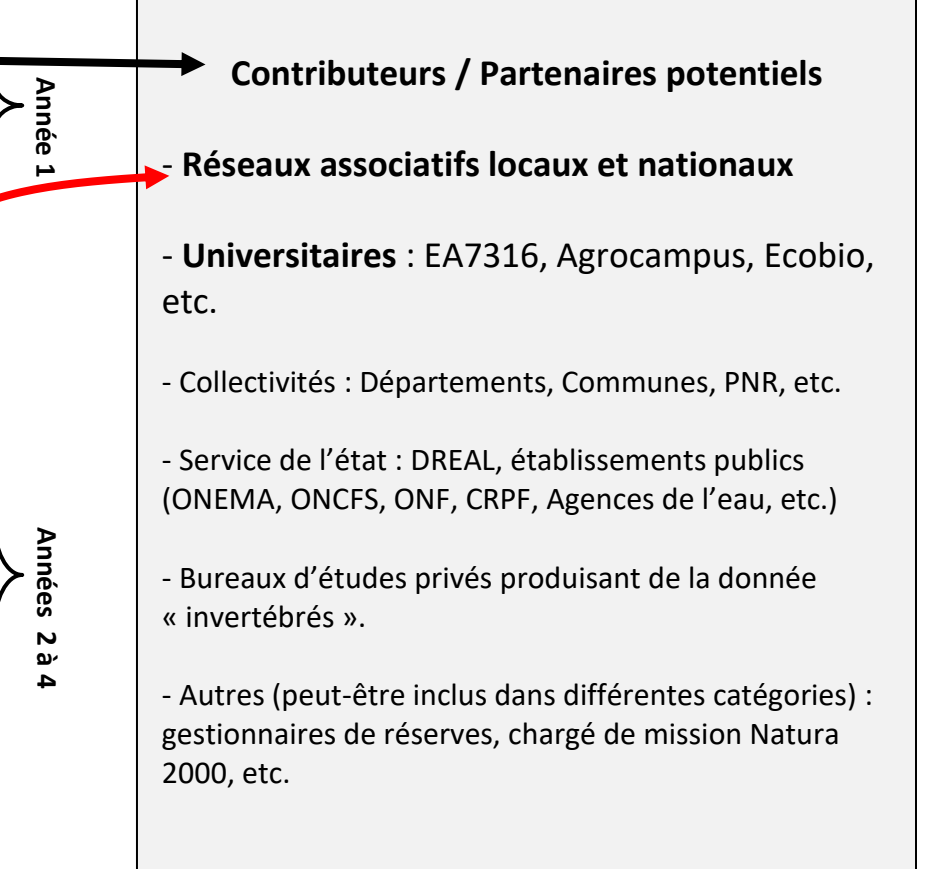 Contributeurs / Partenaires potentiels
Année 1
- Réseaux associatifs locaux et nationaux
- Universitaires : EA7316, Agrocampus, Ecobio,
etc.
- Collectivités : Départements, Communes, PNR, etc.
- Service de l’état : DREAL, établissements publics
(ONEMA, ONCFS, ONF, CRPF, Agences de l’eau, etc.)
Années 2 à 4
- Bureaux d’études privés produisant de la donnée
« invertébrés ».
- Autres (peut-être inclus dans différentes catégories) :
gestionnaires de réserves, chargé de mission Natura
2000, etc.